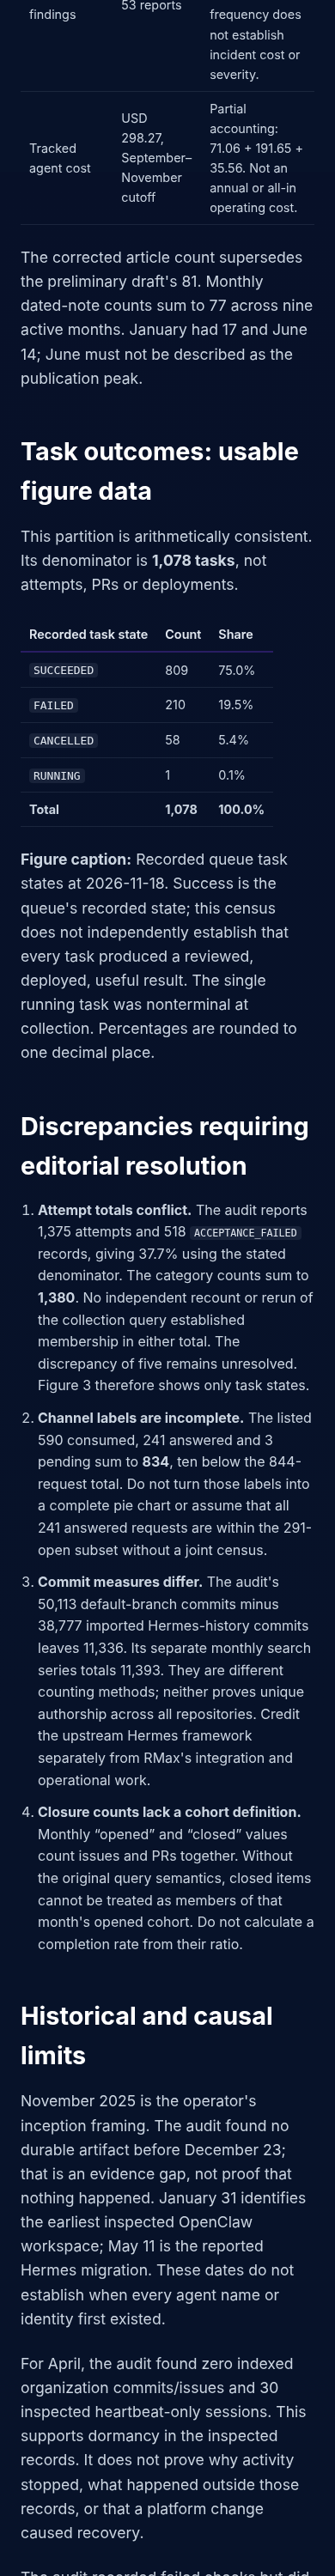 findings
53 reports
frequency does
not establish
incident cost or
severity.
Tracked
agent cost
USD
298.27,
September–
November
cutoff
Partial
accounting:
71.06 + 191.65 +
35.56. Not an
annual or all-in
operating cost.
The corrected article count supersedes
the preliminary draft's 81. Monthly
dated-note counts sum to 77 across nine
active months. January had 17 and June
14; June must not be described as the
publication peak.
Task outcomes: usable
figure data
This partition is arithmetically consistent.
Its denominator is 1,078 tasks, not
attempts, PRs or deployments.
Recorded task state Count Share
SUCCEEDED 809 75.0%
FAILED 210 19.5%
CANCELLED 58 5.4%
RUNNING 1 0.1%
Total 1,078 100.0%
Figure caption: Recorded queue task
states at 2026-11-18. Success is the
queue's recorded state; this census
does not independently establish that
every task produced a reviewed,
deployed, useful result. The single
running task was nonterminal at
collection. Percentages are rounded to
one decimal place.
Discrepancies requiring
editorial resolution
1. Attempt totals conflict. The audit reports
1,375 attempts and 518 ACCEPTANCE_FAILED
records, giving 37.7% using the stated
denominator. The category counts sum to
1,380. No independent recount or rerun of
the collection query established
membership in either total. The
discrepancy of five remains unresolved.
Figure 3 therefore shows only task states.
2. Channel labels are incomplete. The listed
590 consumed, 241 answered and 3
pending sum to 834, ten below the 844-
request total. Do not turn those labels into
a complete pie chart or assume that all
241 answered requests are within the 291-
open subset without a joint census.
3. Commit measures differ. The audit's
50,113 default-branch commits minus
38,777 imported Hermes-history commits
leaves 11,336. Its separate monthly search
series totals 11,393. They are different
counting methods; neither proves unique
authorship across all repositories. Credit
the upstream Hermes framework
separately from RMax's integration and
operational work.
4. Closure counts lack a cohort definition.
Monthly “opened” and “closed” values
count issues and PRs together. Without
the original query semantics, closed items
cannot be treated as members of that
month's opened cohort. Do not calculate a
completion rate from their ratio.
Historical and causal
limits
November 2025 is the operator's
inception framing. The audit found no
durable artifact before December 23;
that is an evidence gap, not proof that
nothing happened. January 31 identifies
the earliest inspected OpenClaw
workspace; May 11 is the reported
Hermes migration. These dates do not
establish when every agent name or
identity first existed.
For April, the audit found zero indexed
organization commits/issues and 30
inspected heartbeat-only sessions. This
supports dormancy in the inspected
records. It does not prove why activity
stopped, what happened outside those
records, or that a platform change
caused recovery.
The audit recorded failed checks but did